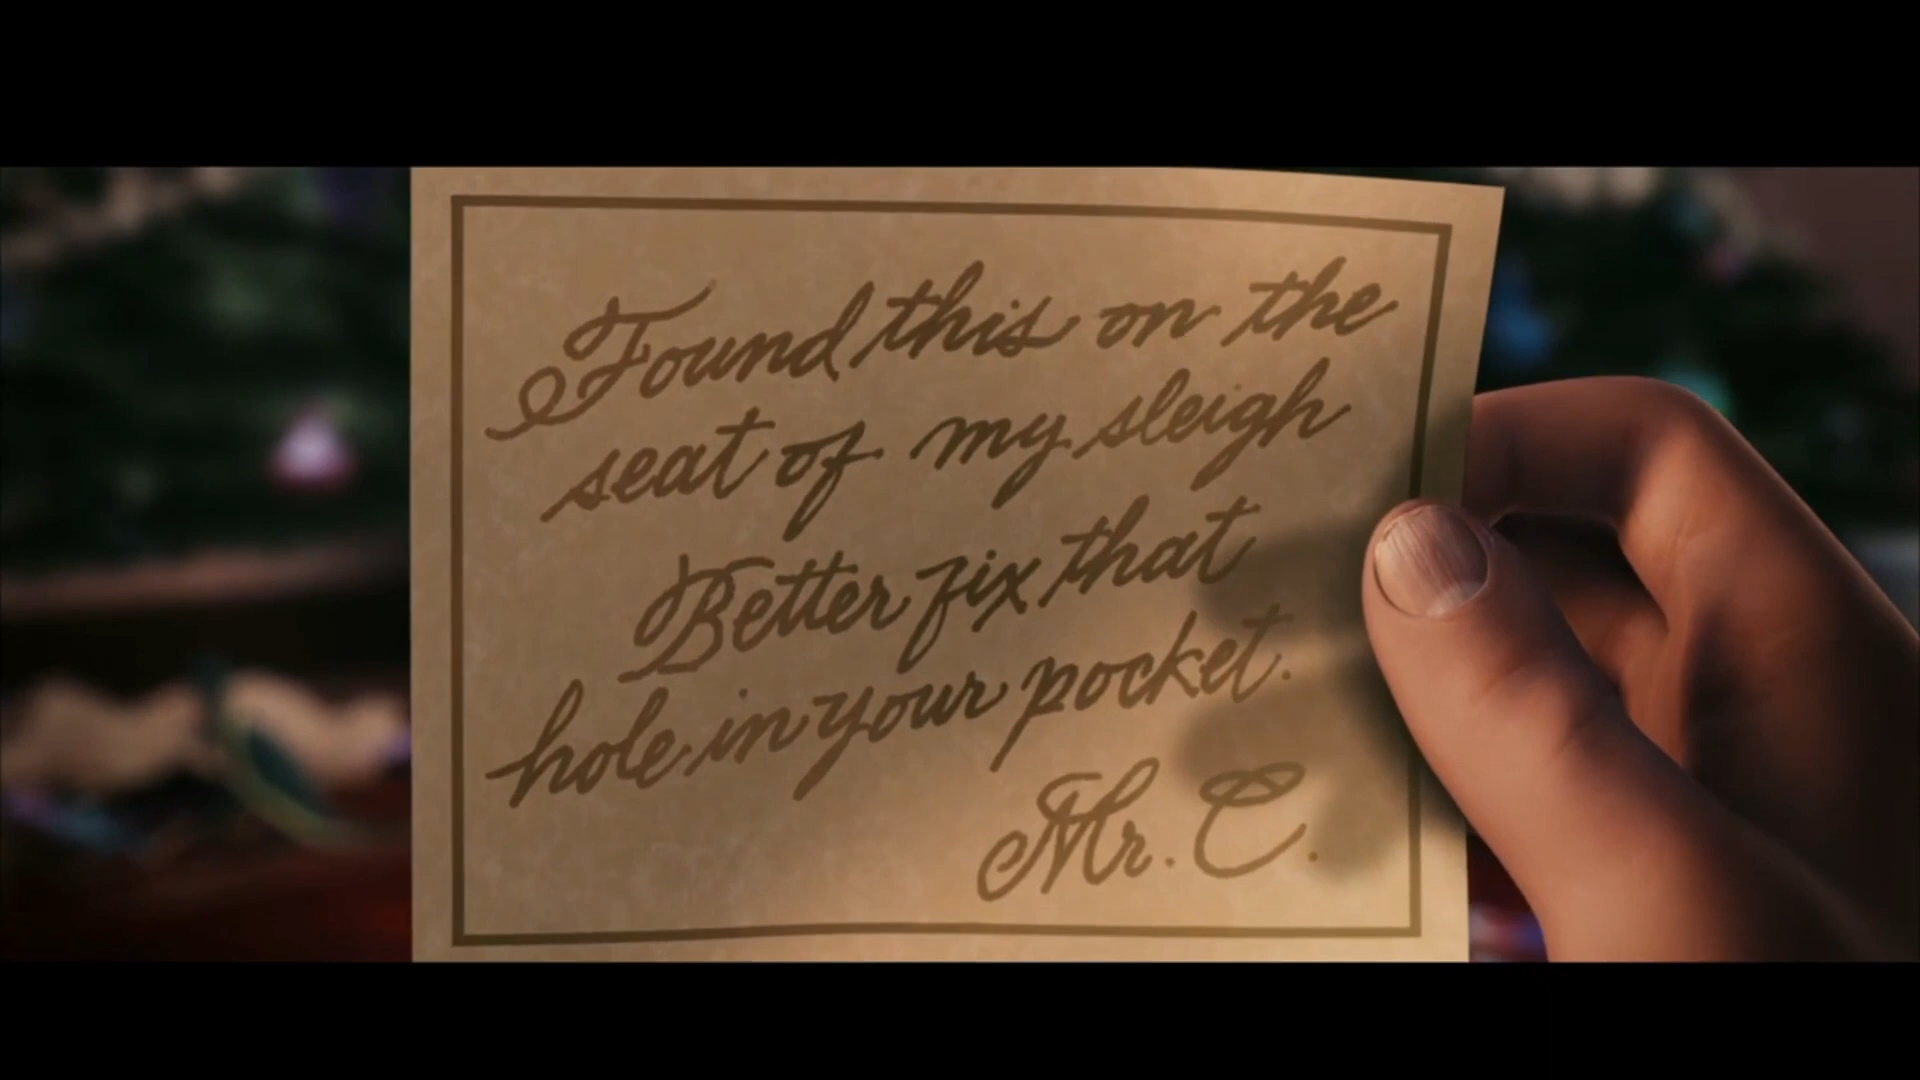 Found this on the
seat of my sleigh
Better fix that
hole in your pocket.
Mr. C.